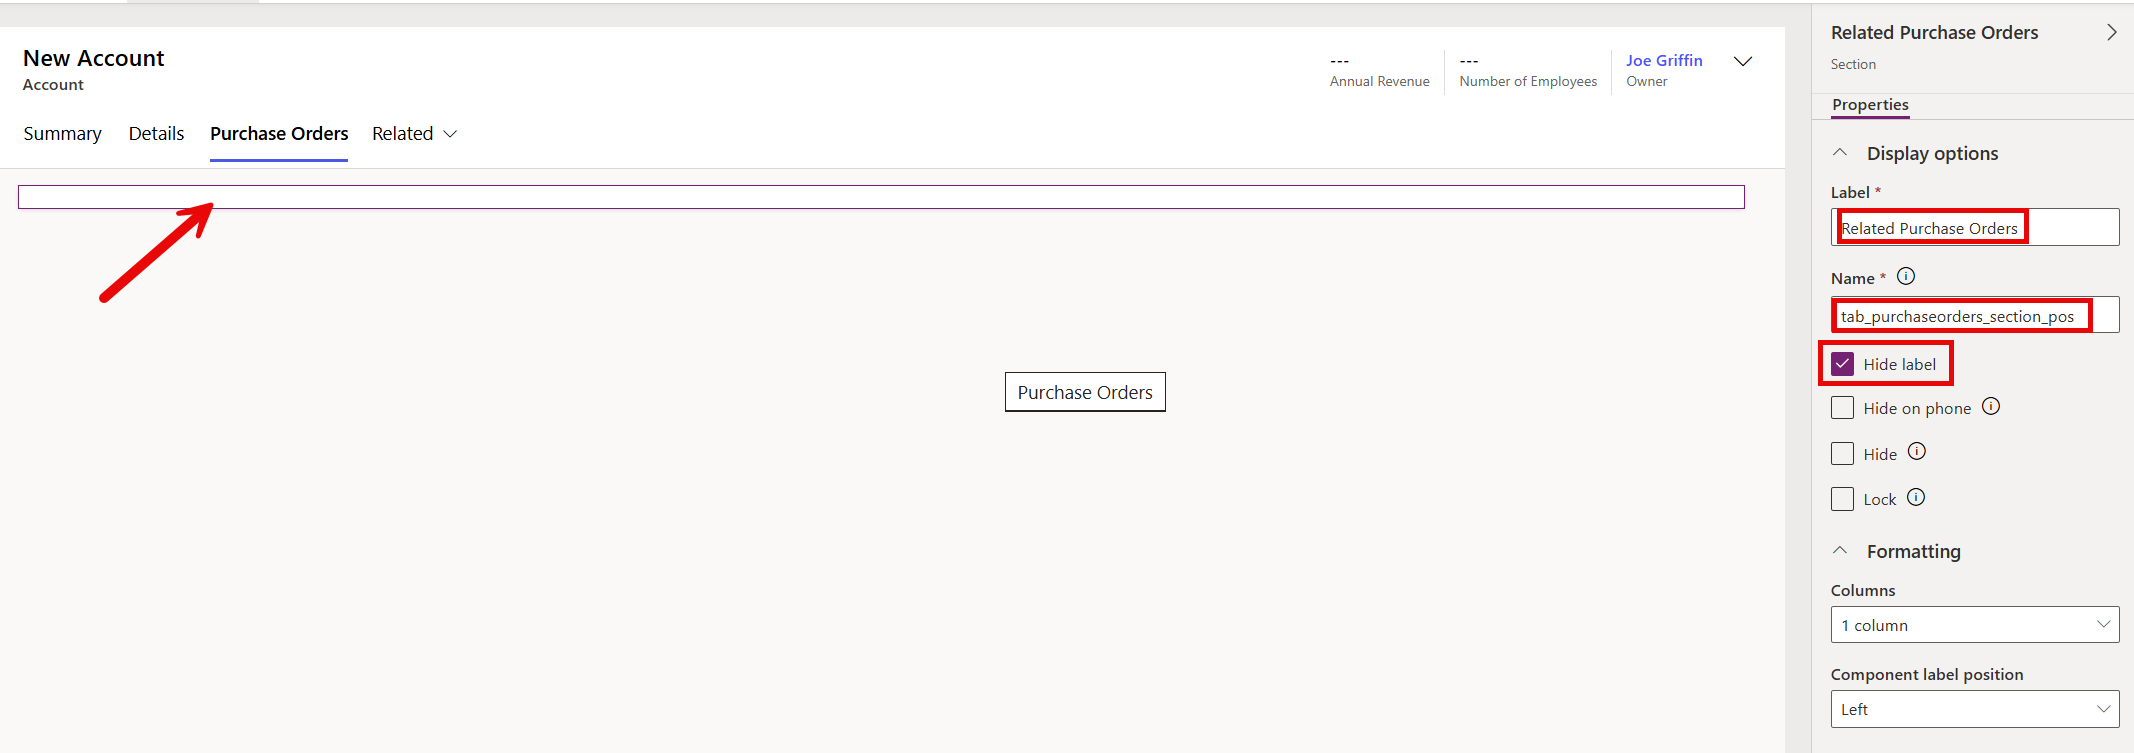 New Account
Account
---
Annual Revenue
---
Number of Employees
Joe Griffin
Owner
Summary
Details
Purchase Orders
Related
Purchase Orders
Related Purchase Orders
Section
Properties
Display options
Label *
Related Purchase Orders
Name *
tab_purchaseorders_section_pos
Hide label
Hide on phone
Hide
Lock
Formatting
Columns
1 column
Component label position
Left